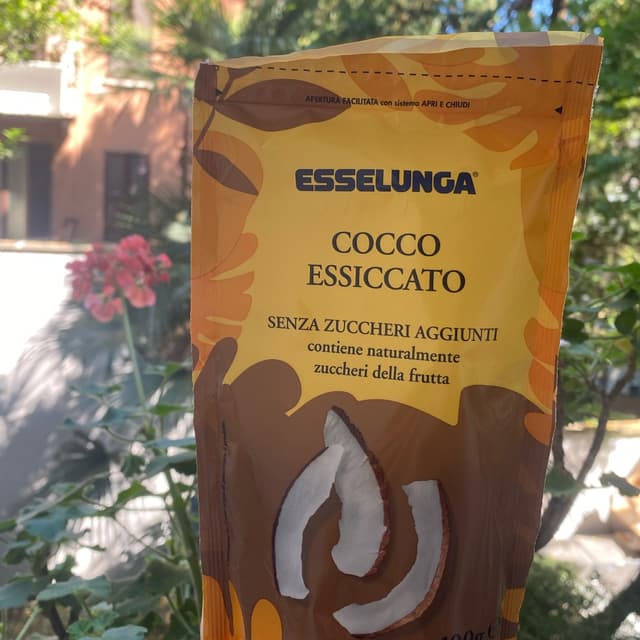 APERTURA FACILITATA con sistema APRI E CHIUDI
ESSELUNGA®
COCCO
ESSICCATO
SENZA ZUCCHERI AGGIUNTI
contiene naturalmente
zuccheri della frutta